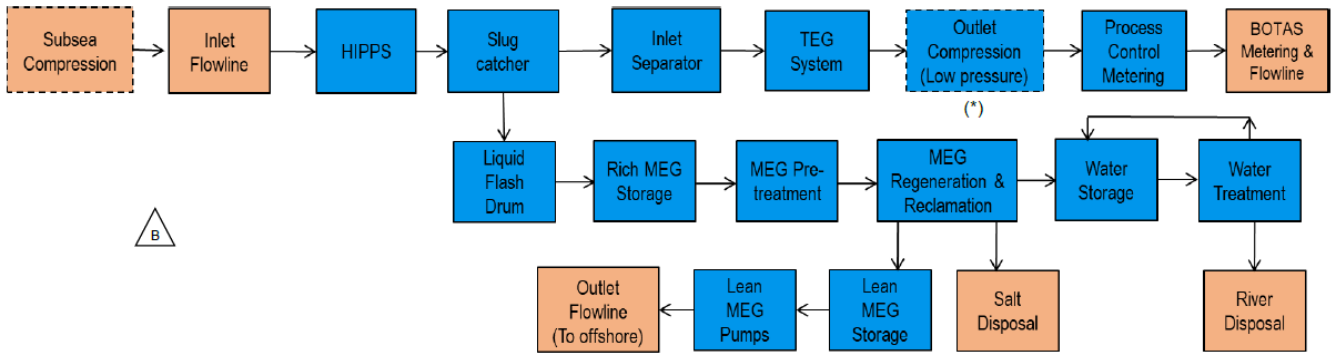 Subsea
Compression
Inlet
Flowline
HIPPS
Slug
catcher
Inlet
Separator
TEG
System
Outlet
Compression
(Low pressure)
(*)
Process
Control
Metering
BOTAS
Metering &
Flowline
Liquid
Flash
Drum
Rich MEG
Storage
MEG Pre-
treatment
MEG
Regeneration &
Reclamation
Water
Storage
Water
Treatment
B
Outlet
Flowline
(To offshore)
Lean
MEG
Pumps
Lean
MEG
Storage
Salt
Disposal
River
Disposal